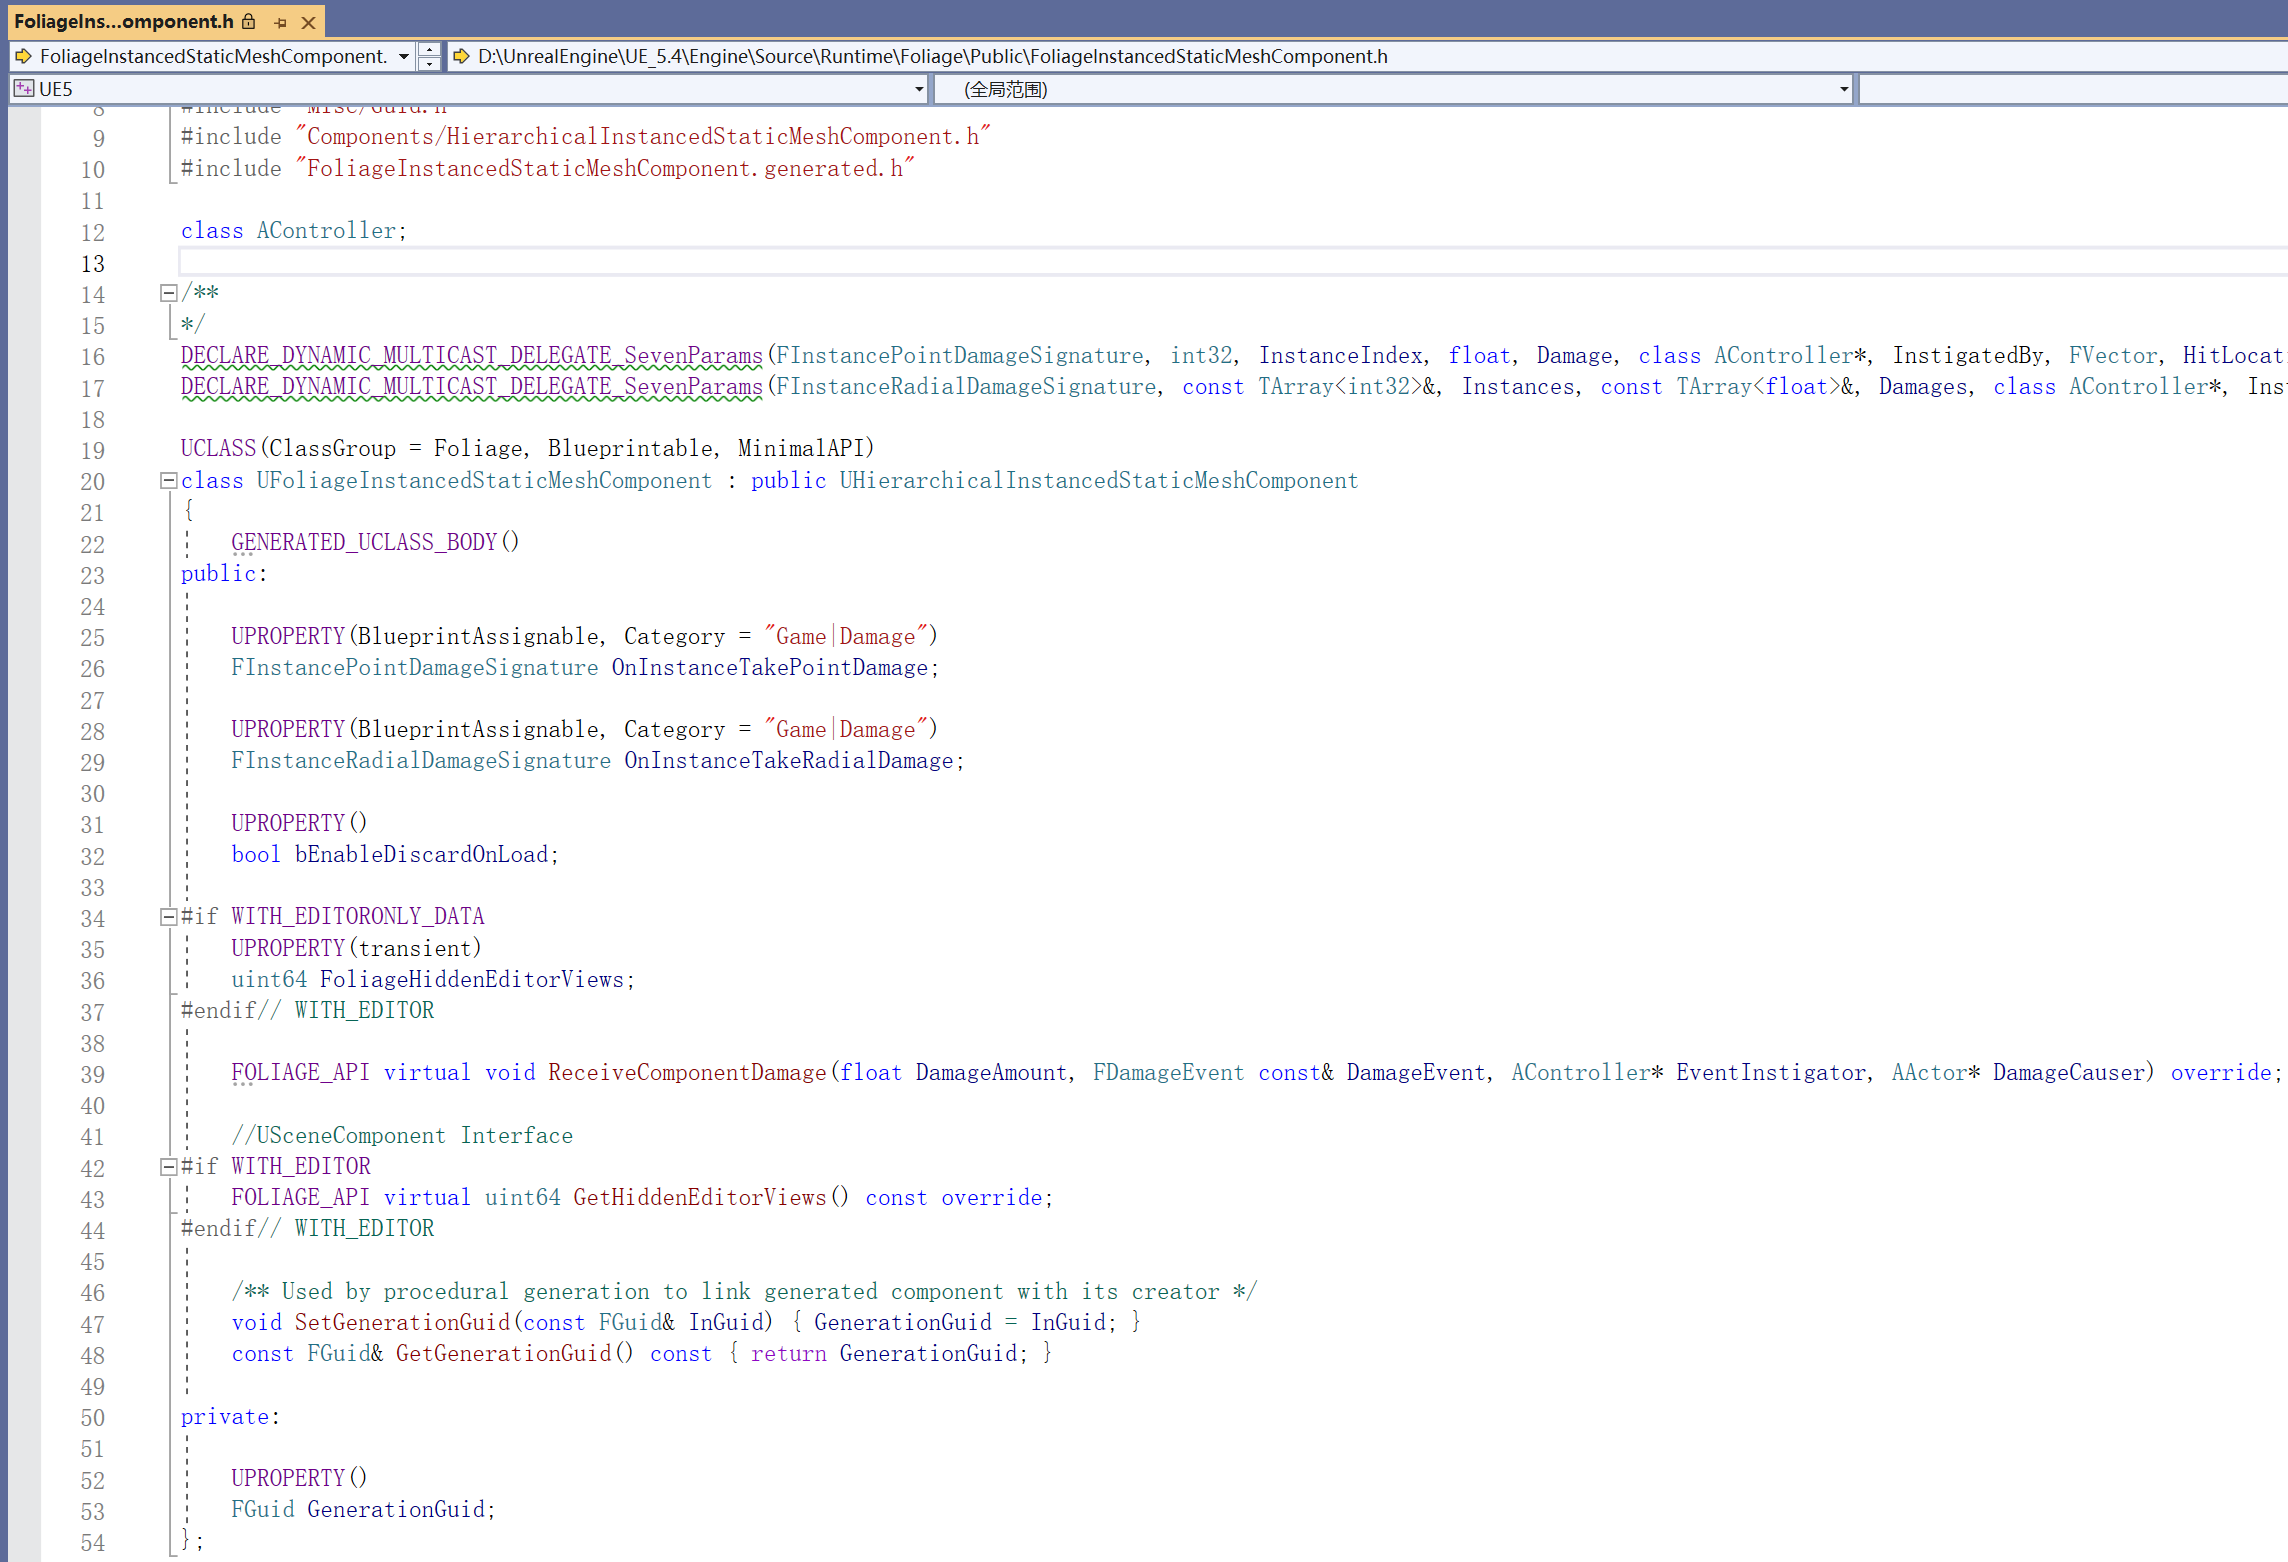 FoliageIns...omponent.h
FoliageInstancedStaticMeshComponent.
D:\UnrealEngine\UE_5.4\Engine\Source\Runtime\Foliage\Public\FoliageInstancedStaticMeshComponent.h
UE5
(全局范围)
8 #include "Misc/Guid.h"
9 #include "Components/HierarchicalInstancedStaticMeshComponent.h"
10 #include "FoliageInstancedStaticMeshComponent.generated.h"
11
12 class AController;
13
14 /**
15 */
16 DECLARE_DYNAMIC_MULTICAST_DELEGATE_SevenParams(FInstancePointDamageSignature, int32, InstanceIndex, float, Damage, class AController*, InstigatedBy, FVector, HitLocati
17 DECLARE_DYNAMIC_MULTICAST_DELEGATE_SevenParams(FInstanceRadialDamageSignature, const TArray<int32>&, Instances, const TArray<float>&, Damages, class AController*, Ins
18
19 UCLASS(ClassGroup = Foliage, Blueprintable, MinimalAPI)
20 class UFoliageInstancedStaticMeshComponent : public UHierarchicalInstancedStaticMeshComponent
21 {
22 GENERATED_UCLASS_BODY()
23 public:
24
25 UPROPERTY(BlueprintAssignable, Category = "Game|Damage")
26 FInstancePointDamageSignature OnInstanceTakePointDamage;
27
28 UPROPERTY(BlueprintAssignable, Category = "Game|Damage")
29 FInstanceRadialDamageSignature OnInstanceTakeRadialDamage;
30
31 UPROPERTY()
32 bool bEnableDiscardOnLoad;
33
34 #if WITH_EDITORONLY_DATA
35 UPROPERTY(transient)
36 uint64 FoliageHiddenEditorViews;
37 #endif// WITH_EDITOR
38
39 FOLIAGE_API virtual void ReceiveComponentDamage(float DamageAmount, FDamageEvent const& DamageEvent, AController* EventInstigator, AActor* DamageCauser) override;
40
41 //USceneComponent Interface
42 #if WITH_EDITOR
43 FOLIAGE_API virtual uint64 GetHiddenEditorViews() const override;
44 #endif// WITH_EDITOR
45
46 /** Used by procedural generation to link generated component with its creator */
47 void SetGenerationGuid(const FGuid& InGuid) { GenerationGuid = InGuid; }
48 const FGuid& GetGenerationGuid() const { return GenerationGuid; }
49
50 private:
51
52 UPROPERTY()
53 FGuid GenerationGuid;
54 };